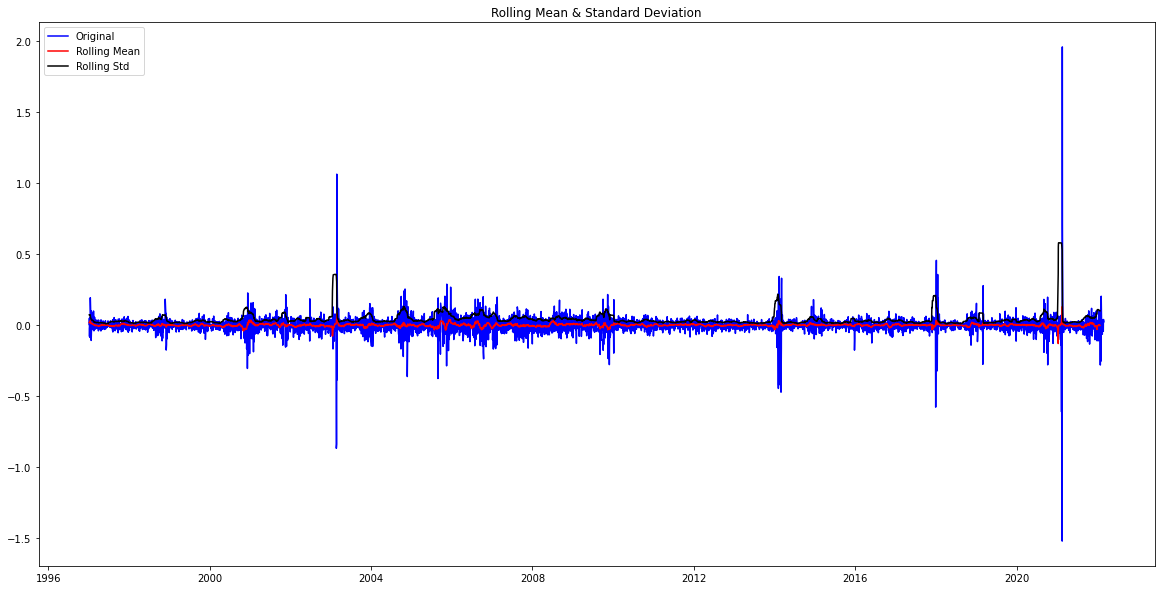 Rolling Mean & Standard Deviation
Original
Rolling Mean
Rolling Std
2.0
1.5
1.0
0.5
0.0
−0.5
−1.0
−1.5
1996 2000 2004 2008 2012 2016 2020